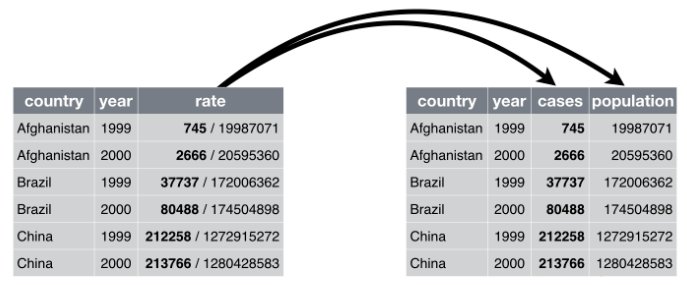 country year rate
Afghanistan 1999 745 / 19987071
Afghanistan 2000 2666 / 20595360
Brazil 1999 37737 / 172006362
Brazil 2000 80488 / 174504898
China 1999 212258 / 1272915272
China 2000 213766 / 1280428583
country year cases population
Afghanistan 1999 745 19987071
Afghanistan 2000 2666 20595360
Brazil 1999 37737 172006362
Brazil 2000 80488 174504898
China 1999 212258 1272915272
China 2000 213766 1280428583